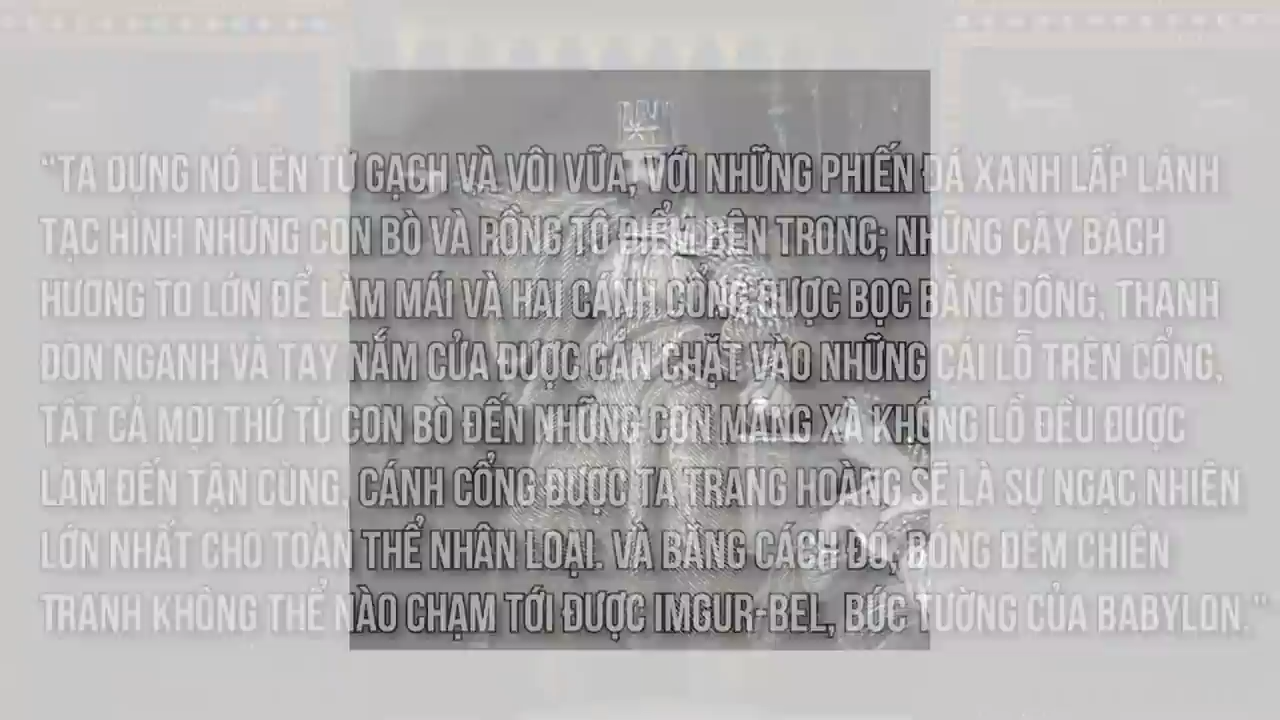 “TA DỰNG NÓ LÊN TỪ GẠCH VÀ VÔI VỮA, VỚI NHỮNG PHIẾN ĐÁ XANH LẤP LÁNH
TẠC HÌNH NHỮNG CON BÒ VÀ RỒNG TÔ ĐIỂM BÊN TRONG; NHỮNG CÂY BÁCH
HƯƠNG TO LỚN ĐỂ LÀM MÁI VÀ HAI CÁNH CỔNG ĐƯỢC BỌC BẰNG ĐỒNG, THANH
DÒN NGANH VÀ TAY NẮM CỬA ĐƯỢC GẮN CHẶT VÀO NHỮNG CÁI LỖ TRÊN CỔNG,
TẤT CẢ MỌI THỨ TỪ CON BÒ ĐẾN NHỮNG CON MÃNG XÀ KHỔNG LỒ ĐỀU ĐƯỢC
LÀM ĐẾN TẬN CÙNG, CÁNH CỔNG ĐƯỢC TA TRANG HOÀNG SẼ LÀ SỰ NGẠC NHIÊN
LỚN NHẤT CHO TOÀN THỂ NHÂN LOẠI. VÀ BẰNG CÁCH ĐÓ, BÓNG ĐÊM CHIẾN
TRANH KHÔNG THỂ NÀO CHẠM TỚI ĐƯỢC IMGUR-BEL, BỨC TƯỜNG CỦA BABYLON.”